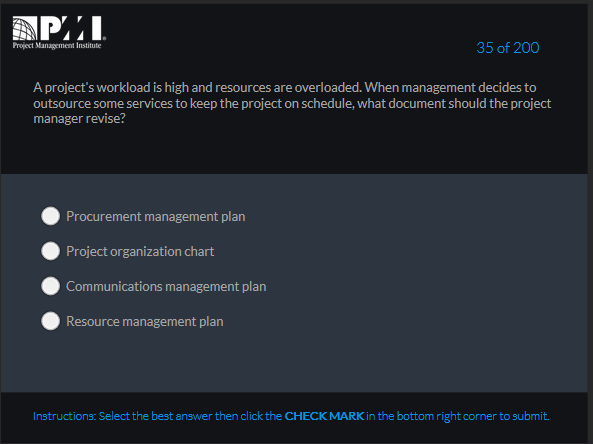 PMI
Project Management Institute
35 of 200
A project's workload is high and resources are overloaded. When management decides to
outsource some services to keep the project on schedule, what document should the project
manager revise?
Procurement management plan
Project organization chart
Communications management plan
Resource management plan
Instructions: Select the best answer then click the CHECK MARK in the bottom right corner to submit.